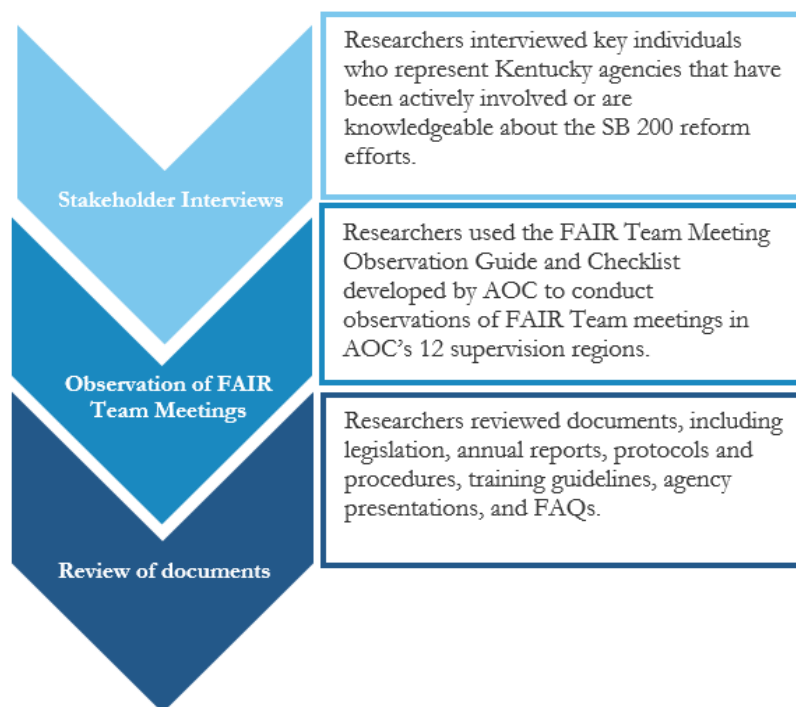 Researchers interviewed key individuals
who represent Kentucky agencies that have
been actively involved or are
knowledgeable about the SB 200 reform
efforts.
Stakeholder Interviews
Researchers used the FAIR Team Meeting
Observation Guide and Checklist
developed by AOC to conduct
observations of FAIR Team meetings in
AOC's 12 supervision regions.
Observation of FAIR
Team Meetings
Researchers reviewed documents, including
legislation, annual reports, protocols and
procedures, training guidelines, agency
presentations, and FAQs.
Review of documents